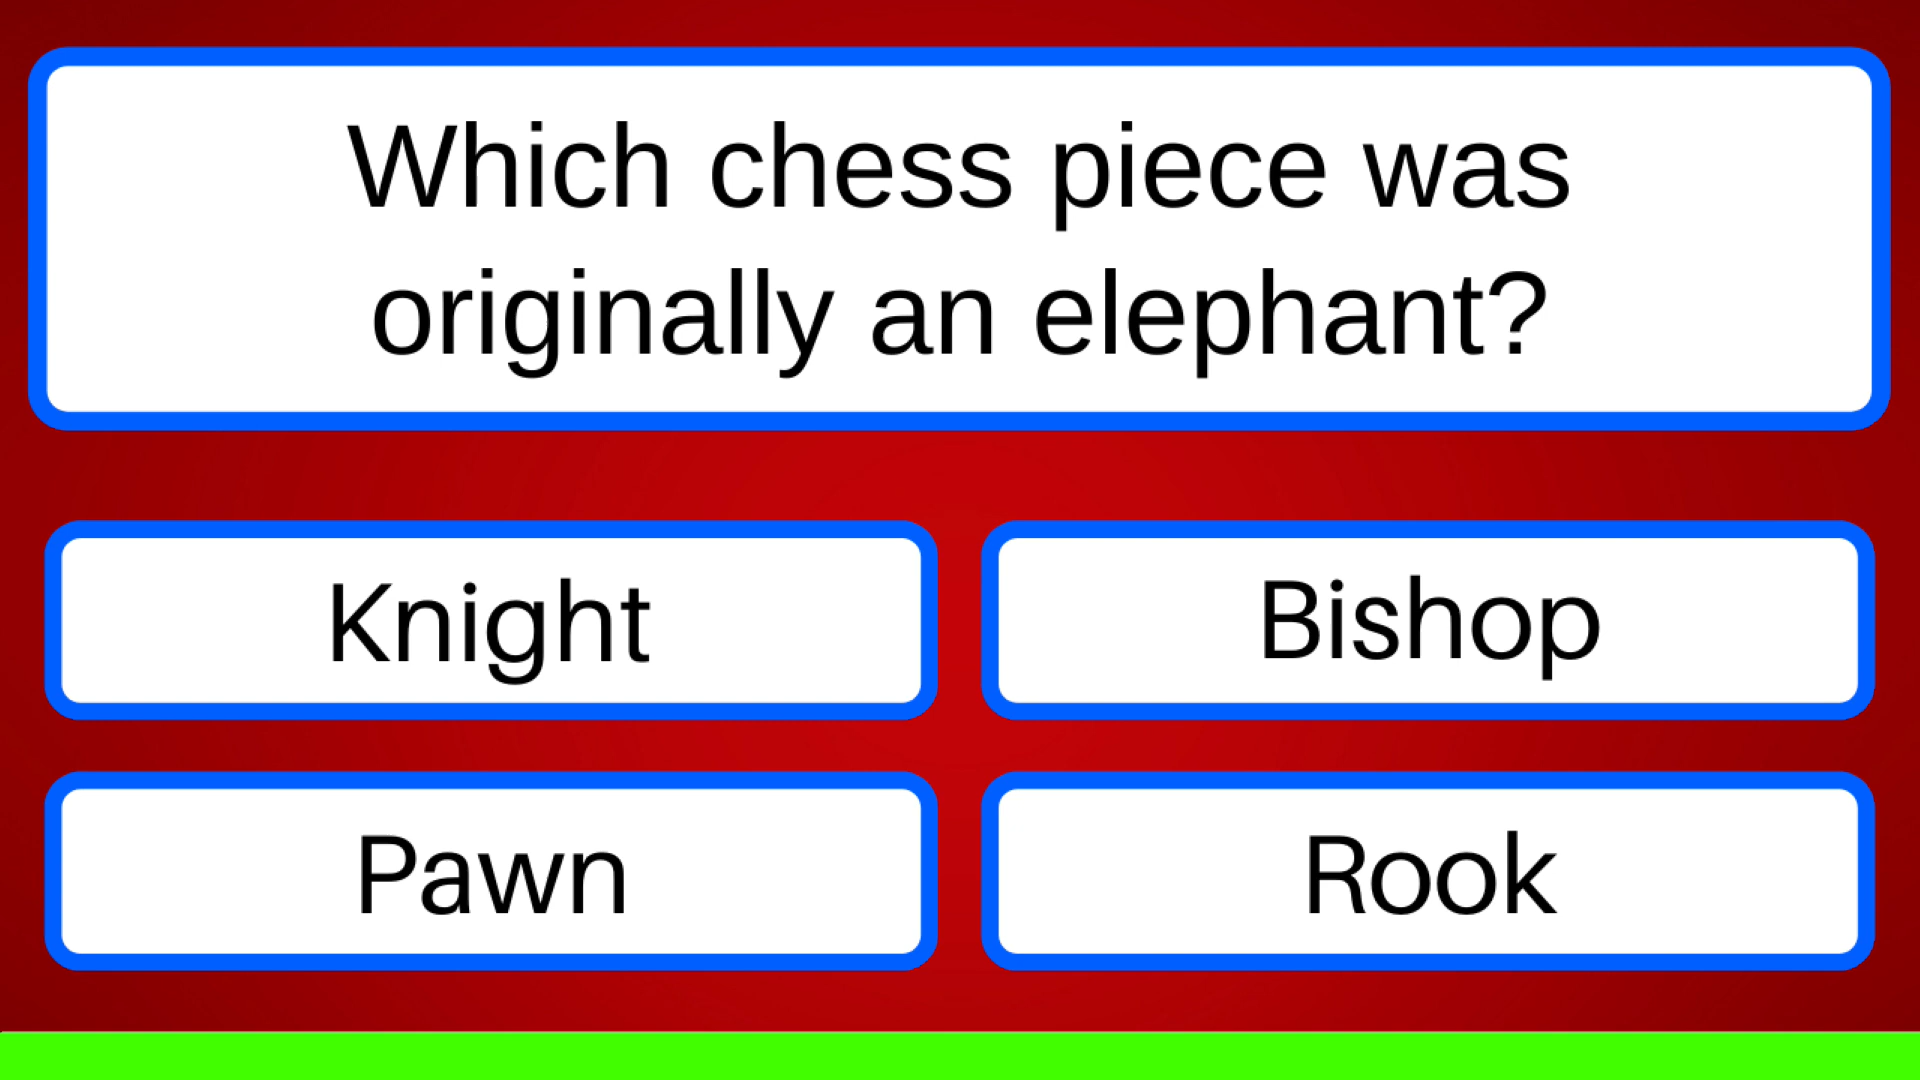 Which chess piece was
originally an elephant?
Knight
Bishop
Pawn
Rook